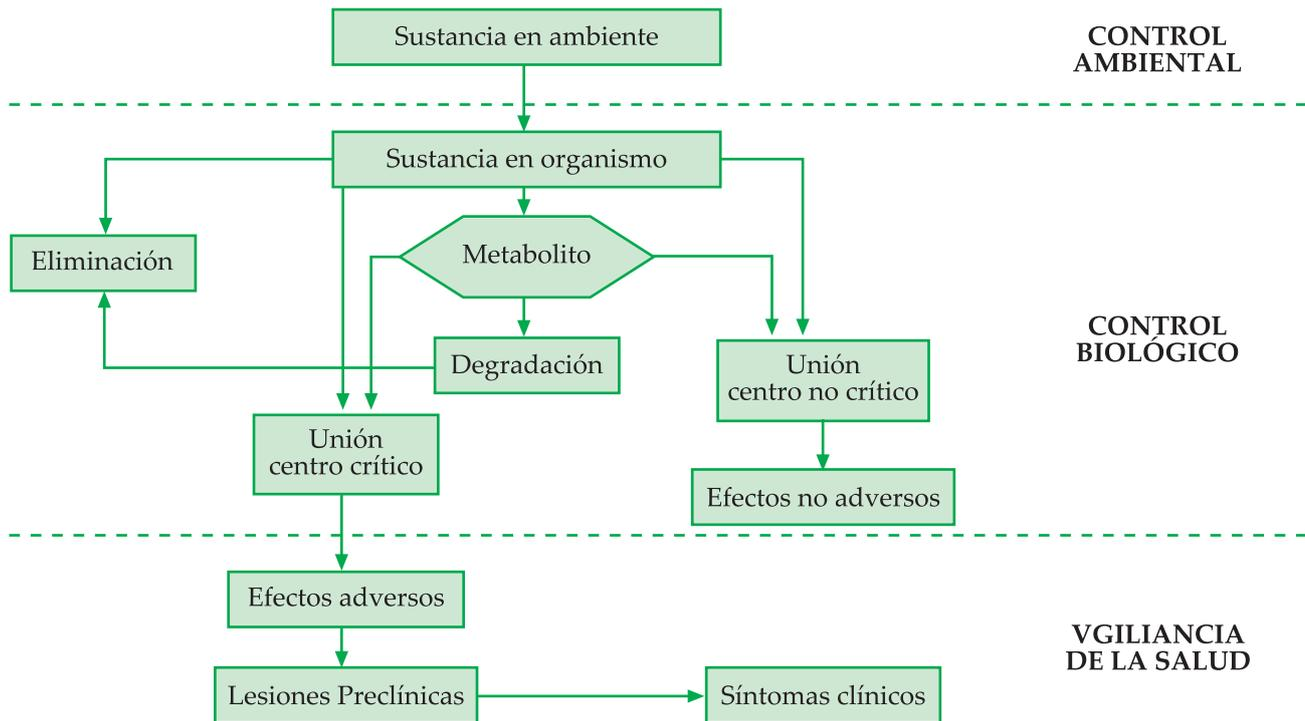 Sustancia en ambiente
CONTROL
AMBIENTAL
Sustancia en organismo
Eliminación
Metabolito
Degradación
Unión
centro no crítico
CONTROL
BIOLÓGICO
Unión
centro crítico
Efectos no adversos
Efectos adversos
VGILIANCIA
DE LA SALUD
Lesiones Preclínicas
Síntomas clínicos